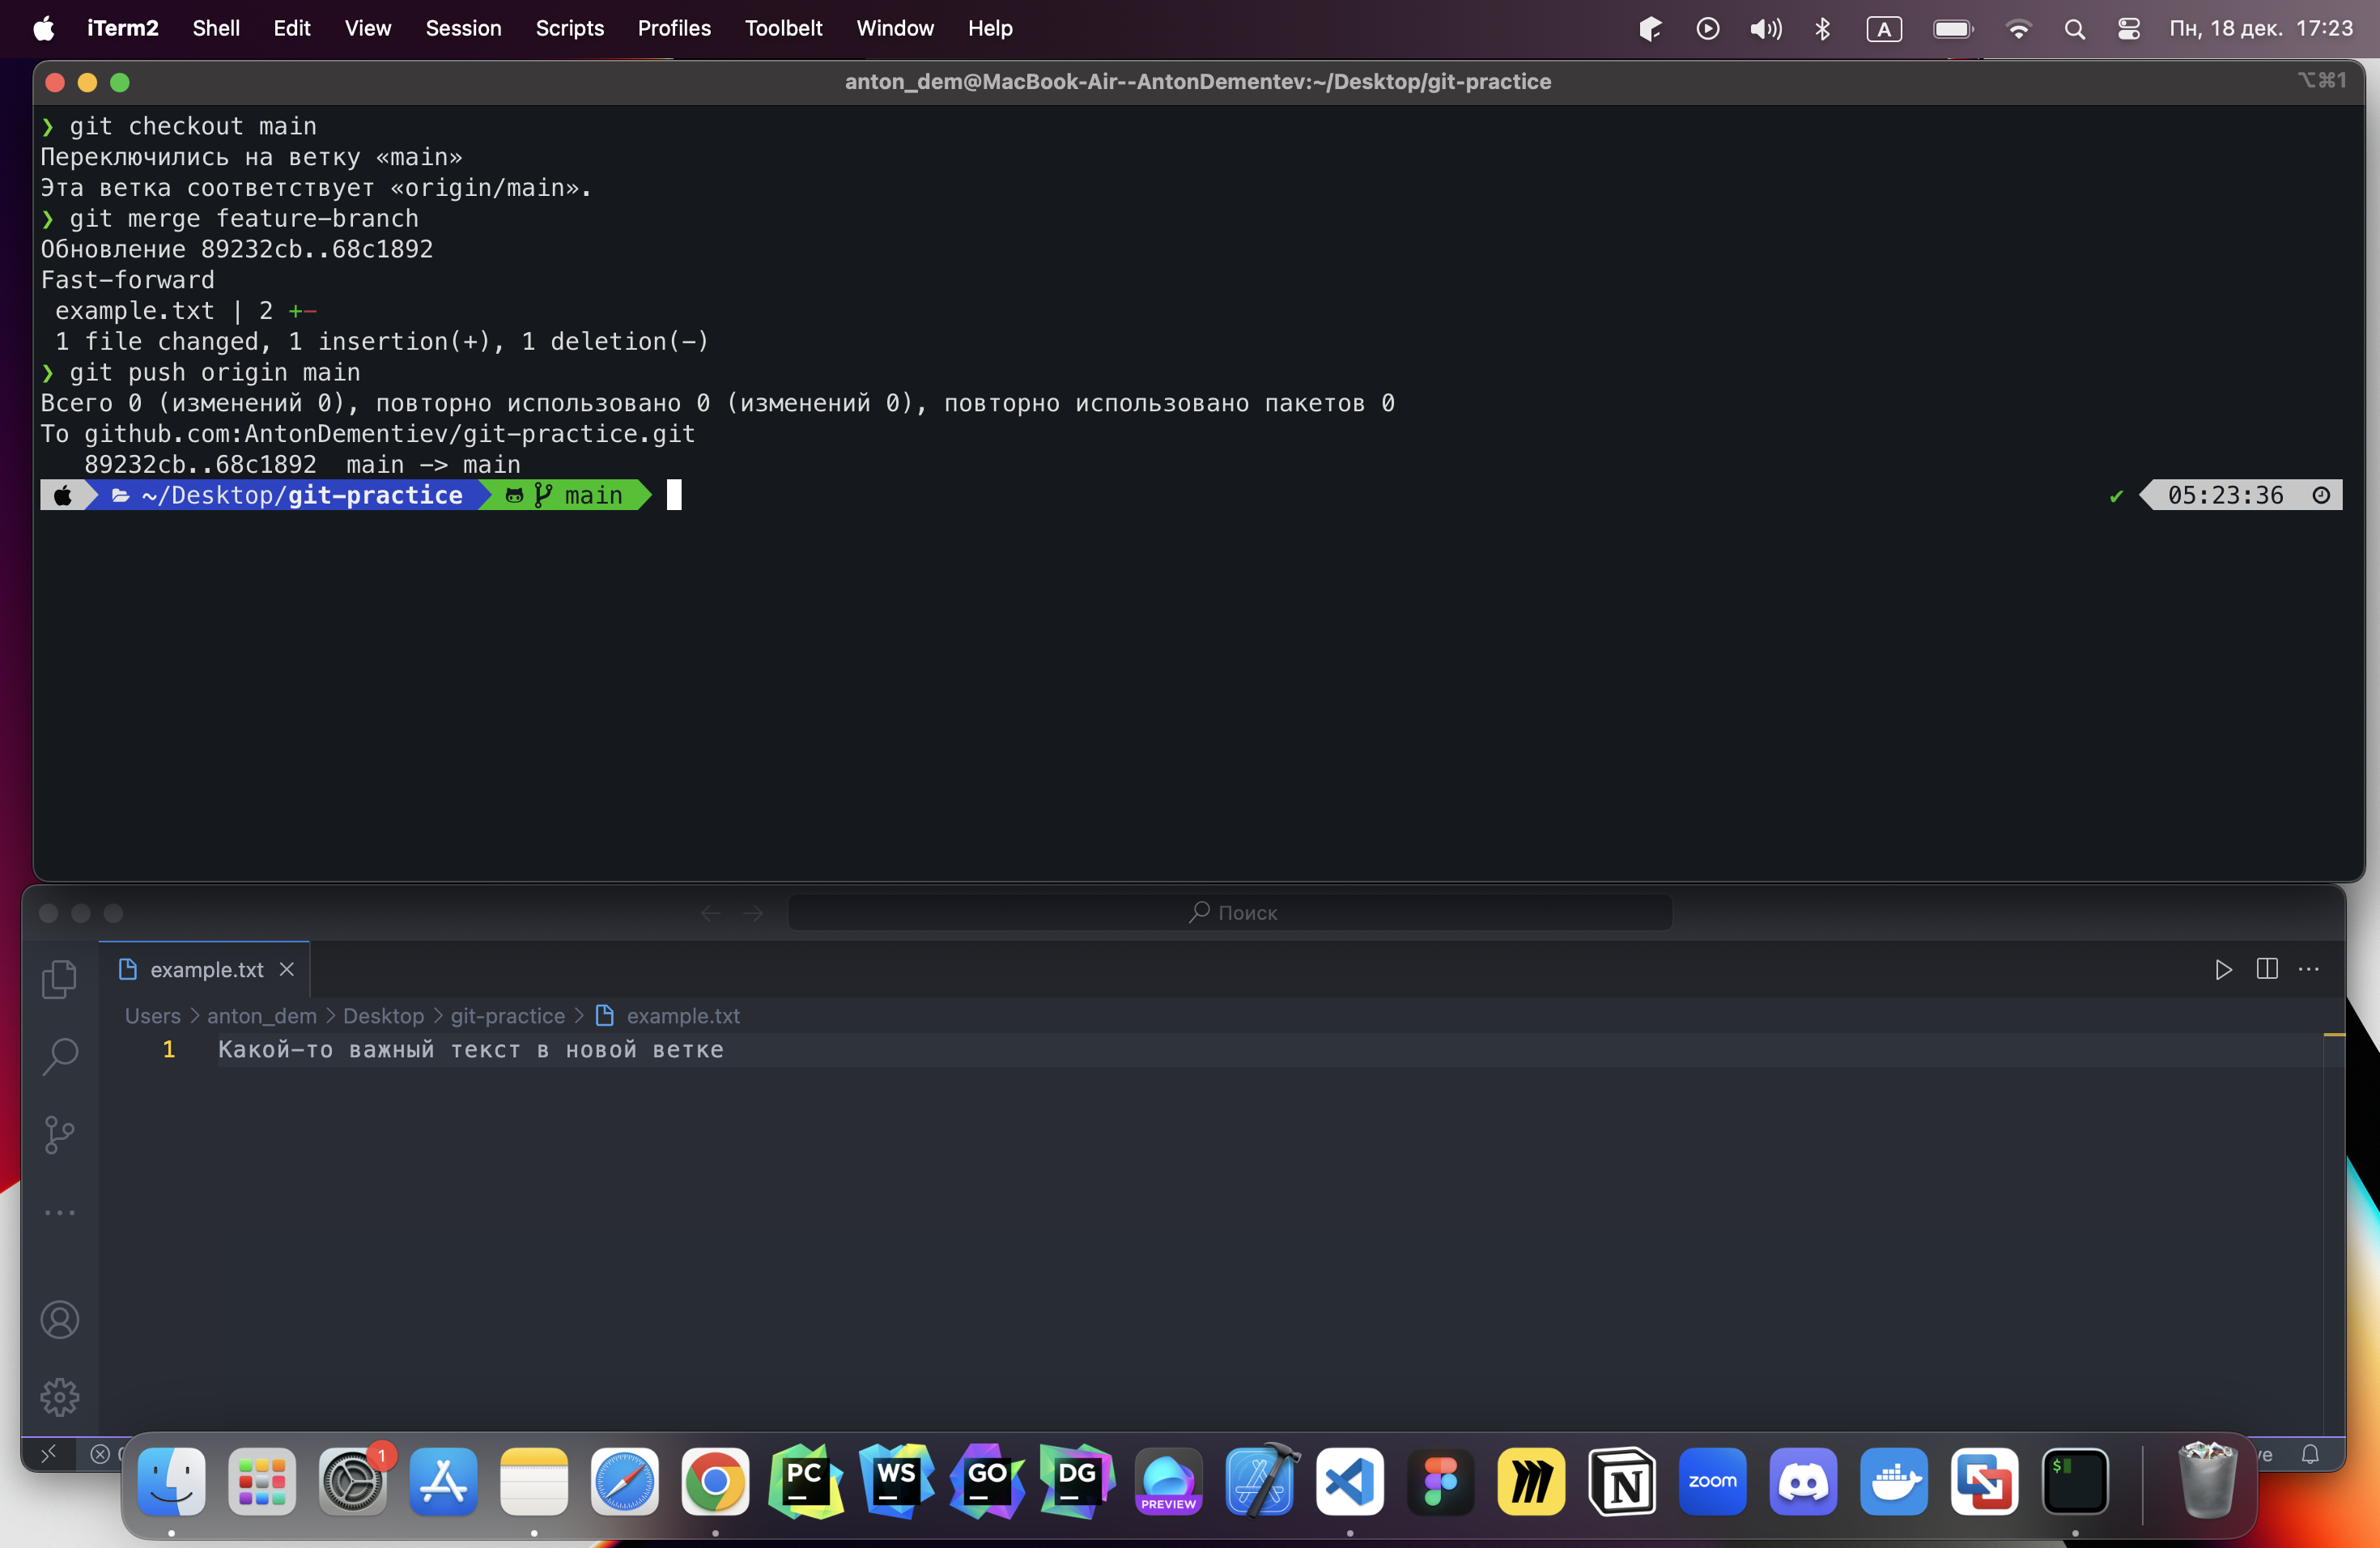 iTerm2 Shell Edit View Session Scripts Profiles Toolbelt Window Help A Пн, 18 дек. 17:23
anton_dem@MacBook-Air--AntonDementev:~/Desktop/git-practice ⌥⌘1
❯ git checkout main
Переключились на ветку «main»
Эта ветка соответствует «origin/main».
❯ git merge feature-branch
Обновление 89232cb..68c1892
Fast-forward
example.txt | 2 +-
1 file changed, 1 insertion(+), 1 deletion(-)
❯ git push origin main
Всего 0 (изменений 0), повторно использовано 0 (изменений 0), повторно использовано пакетов 0
To github.com:AntonDementiev/git-practice.git
89232cb..68c1892 main -> main
~/Desktop/git-practice main ✔ 05:23:36
Поиск
example.txt
Users > anton_dem > Desktop > git-practice > example.txt
1 Какой-то важный текст в новой ветке
1
PC WS GO DG PREVIEW zoom $